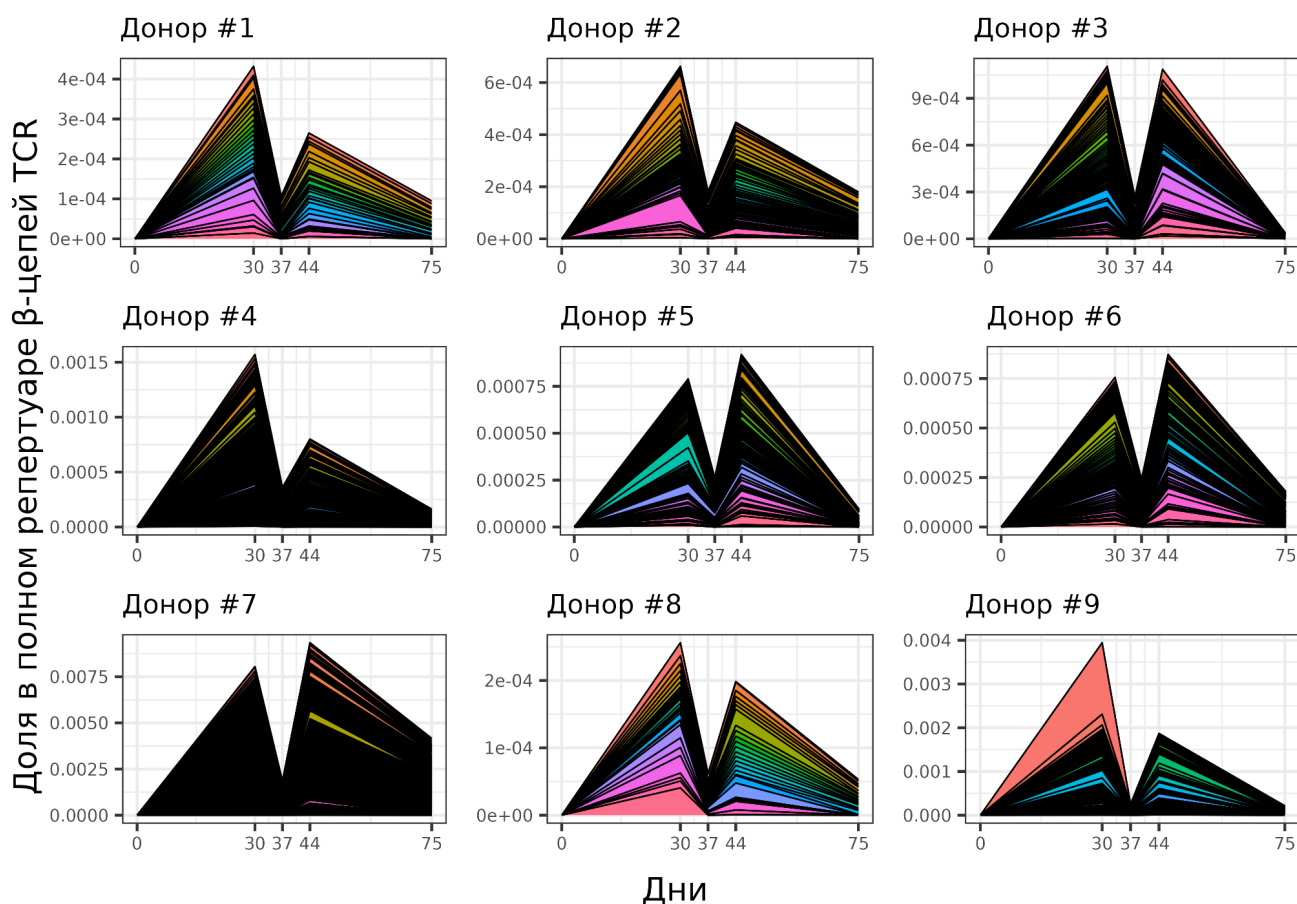 Доля в полном репертуаре β-цепей TCR
Донор #1
4e-04
3e-04
2e-04
1e-04
0e+00
0 30 37 44 75
Донор #2
6e-04
4e-04
2e-04
0e+00
0 30 37 44 75
Донор #3
9e-04
6e-04
3e-04
0e+00
0 30 37 44 75
Донор #4
0.0015
0.0010
0.0005
0.0000
0 30 37 44 75
Донор #5
0.00075
0.00050
0.00025
0.00000
0 30 37 44 75
Донор #6
0.00075
0.00050
0.00025
0.00000
0 30 37 44 75
Донор #7
0.0075
0.0050
0.0025
0.0000
0 30 37 44 75
Донор #8
2e-04
1e-04
0e+00
0 30 37 44 75
Донор #9
0.004
0.003
0.002
0.001
0.000
0 30 37 44 75
Дни